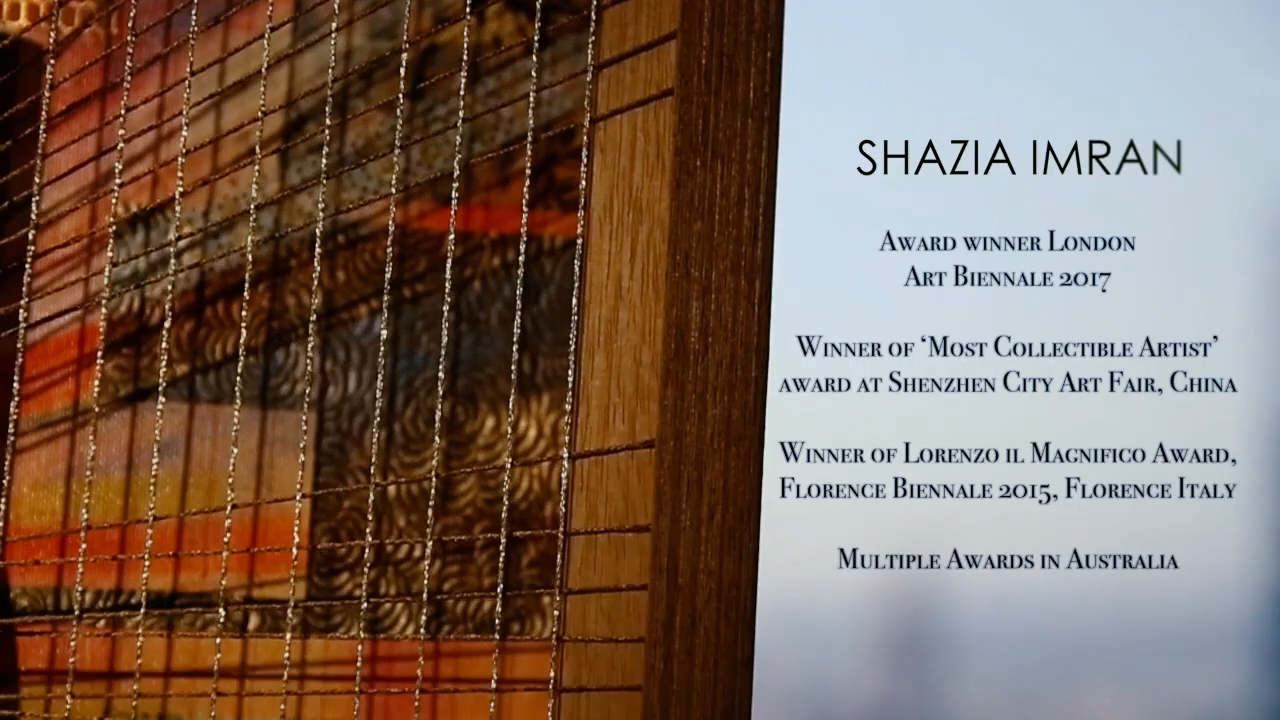 SHAZIA IMRAN
Award winner London
Art Biennale 2017
Winner of ‘Most Collectible Artist’
award at Shenzhen City Art Fair, China
Winner of Lorenzo il Magnifico Award,
Florence Biennale 2015, Florence Italy
Multiple Awards in Australia